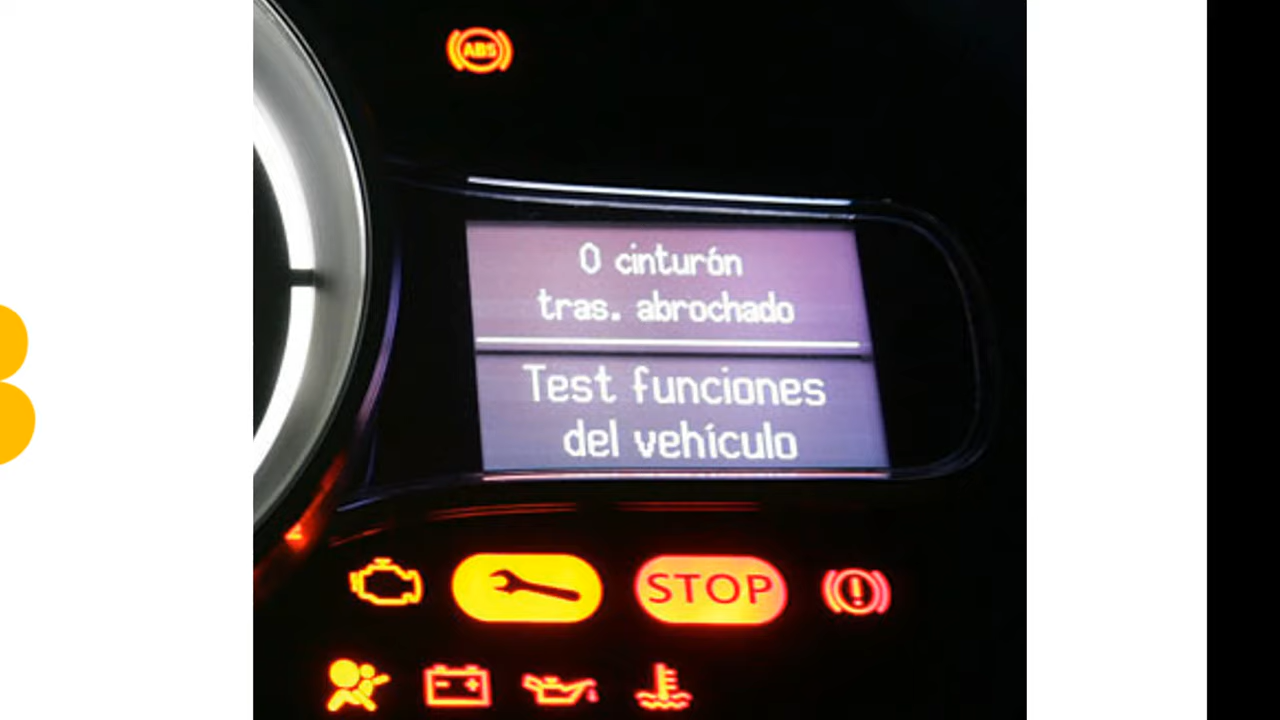 ABS
0 cinturón
tras. abrochado
Test funciones
del vehículo
STOP